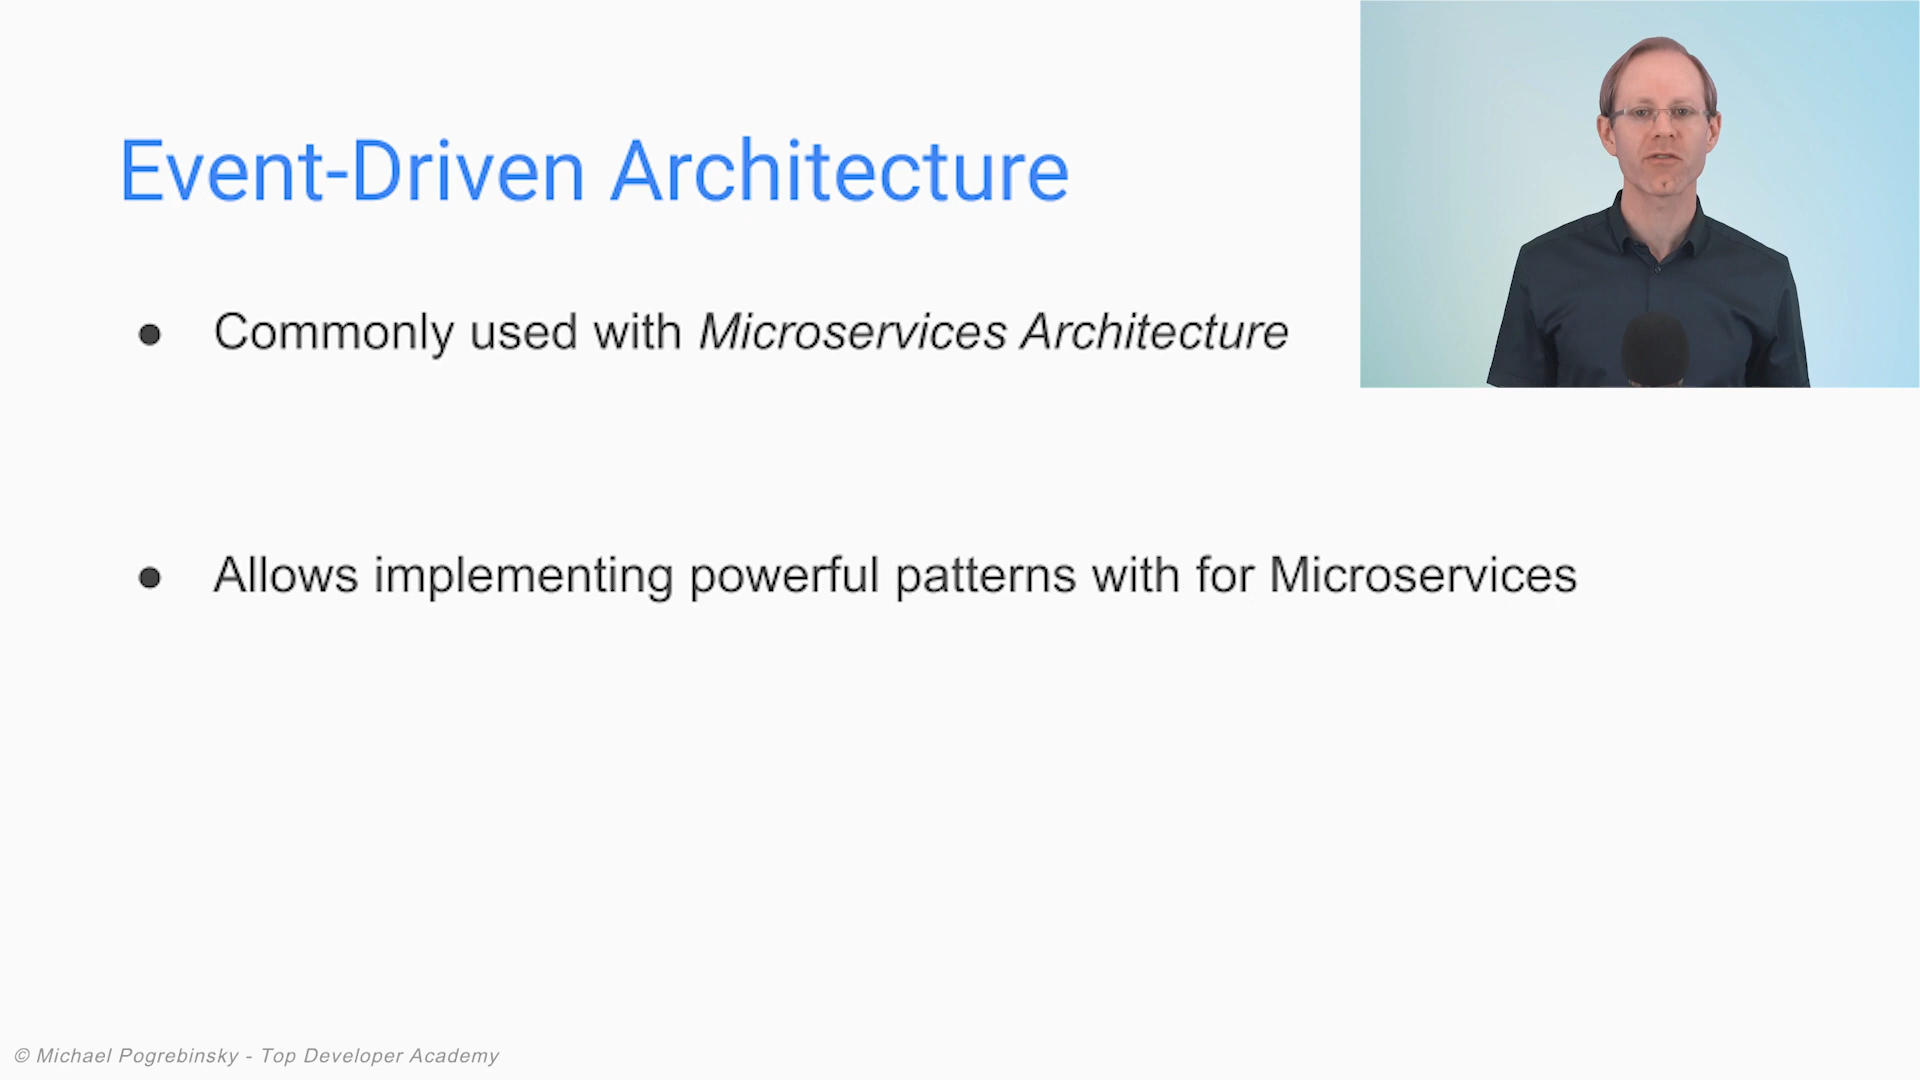 Event-Driven Architecture
● Commonly used with Microservices Architecture
● Allows implementing powerful patterns with for Microservices
© Michael Pogrebinsky - Top Developer Academy